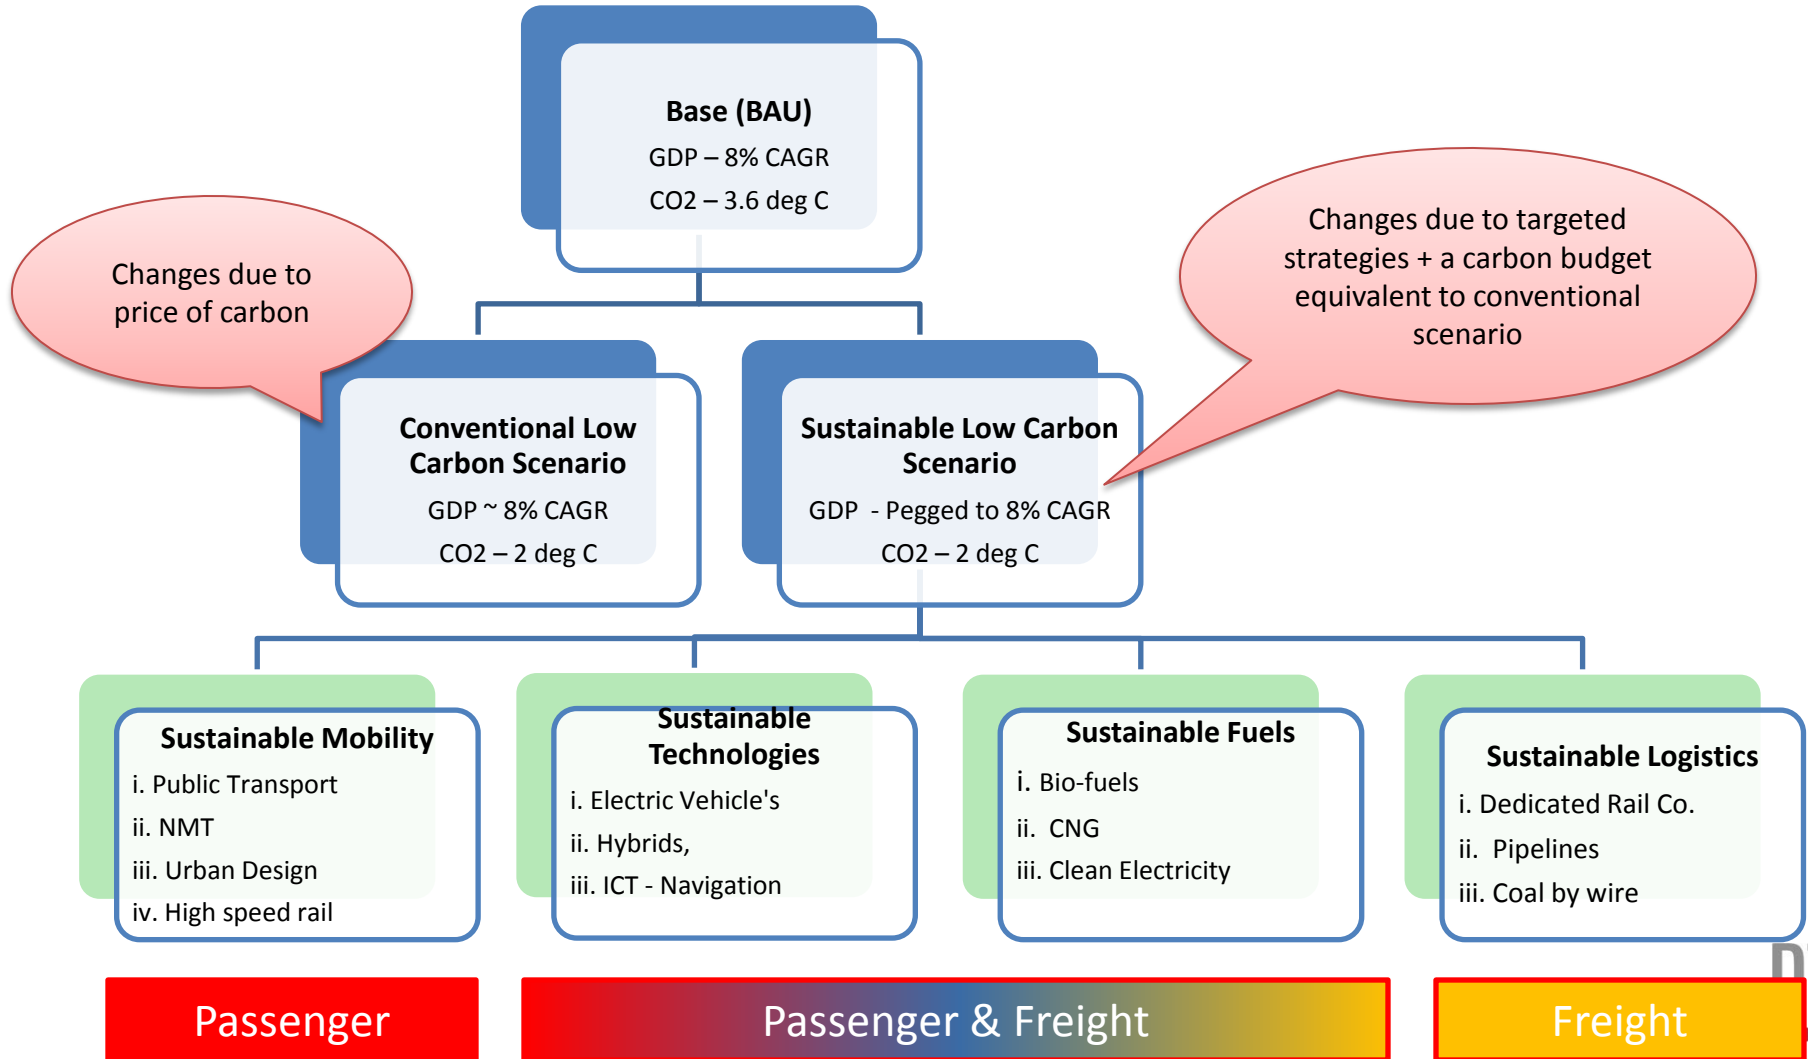 Base (BAU)
GDP – 8% CAGR
CO2 – 3.6 deg C
Changes due to
price of carbon
Changes due to targeted
strategies + a carbon budget
equivalent to conventional
scenario
Conventional Low
Carbon Scenario
GDP ~ 8% CAGR
CO2 – 2 deg C
Sustainable Low Carbon
Scenario
GDP - Pegged to 8% CAGR
CO2 – 2 deg C
Sustainable Mobility
i. Public Transport
ii. NMT
iii. Urban Design
iv. High speed rail
Sustainable
Technologies
i. Electric Vehicle's
ii. Hybrids,
iii. ICT - Navigation
Sustainable Fuels
i. Bio-fuels
ii. CNG
iii. Clean Electricity
Sustainable Logistics
i. Dedicated Rail Co.
ii. Pipelines
iii. Coal by wire
Passenger
Passenger & Freight
Freight